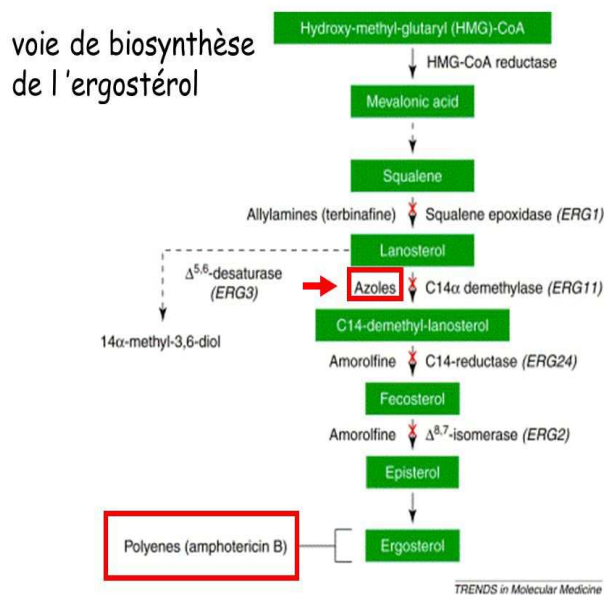 voie de biosynthèse
de l 'ergostérol
Hydroxy-methyl-glutaryl (HMG)-CoA
HMG-CoA reductase
Mevalonic acid
Squalene
Allylamines (terbinafine) Squalene epoxidase (ERG1)
Lanosterol
Δ5,6-desaturase
(ERG3)
Azoles C14α demethylase (ERG11)
14α-methyl-3,6-diol
C14-demethyl-lanosterol
Amorolfine C14-reductase (ERG24)
Fecosterol
Amorolfine Δ8,7-isomerase (ERG2)
Episterol
Polyenes (amphotericin B)
Ergosterol
TRENDS in Molecular Medicine